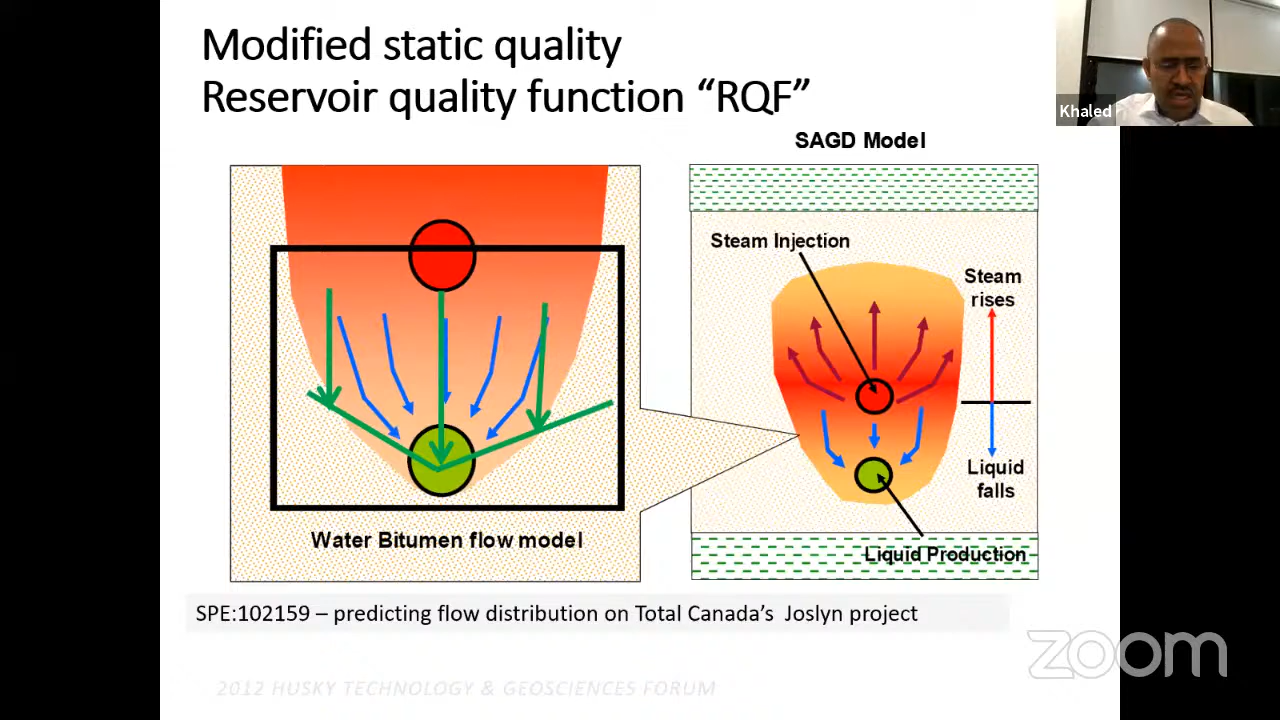 Modified static quality
Reservoir quality function “RQF”
Khaled
SAGD Model
Steam Injection
Steam
rises
Liquid
falls
Liquid Production
Water Bitumen flow model
SPE:102159 – predicting flow distribution on Total Canada’s Joslyn project
zoom
2012 HUSKY TECHNOLOGY & GEOSCIENCES FORUM